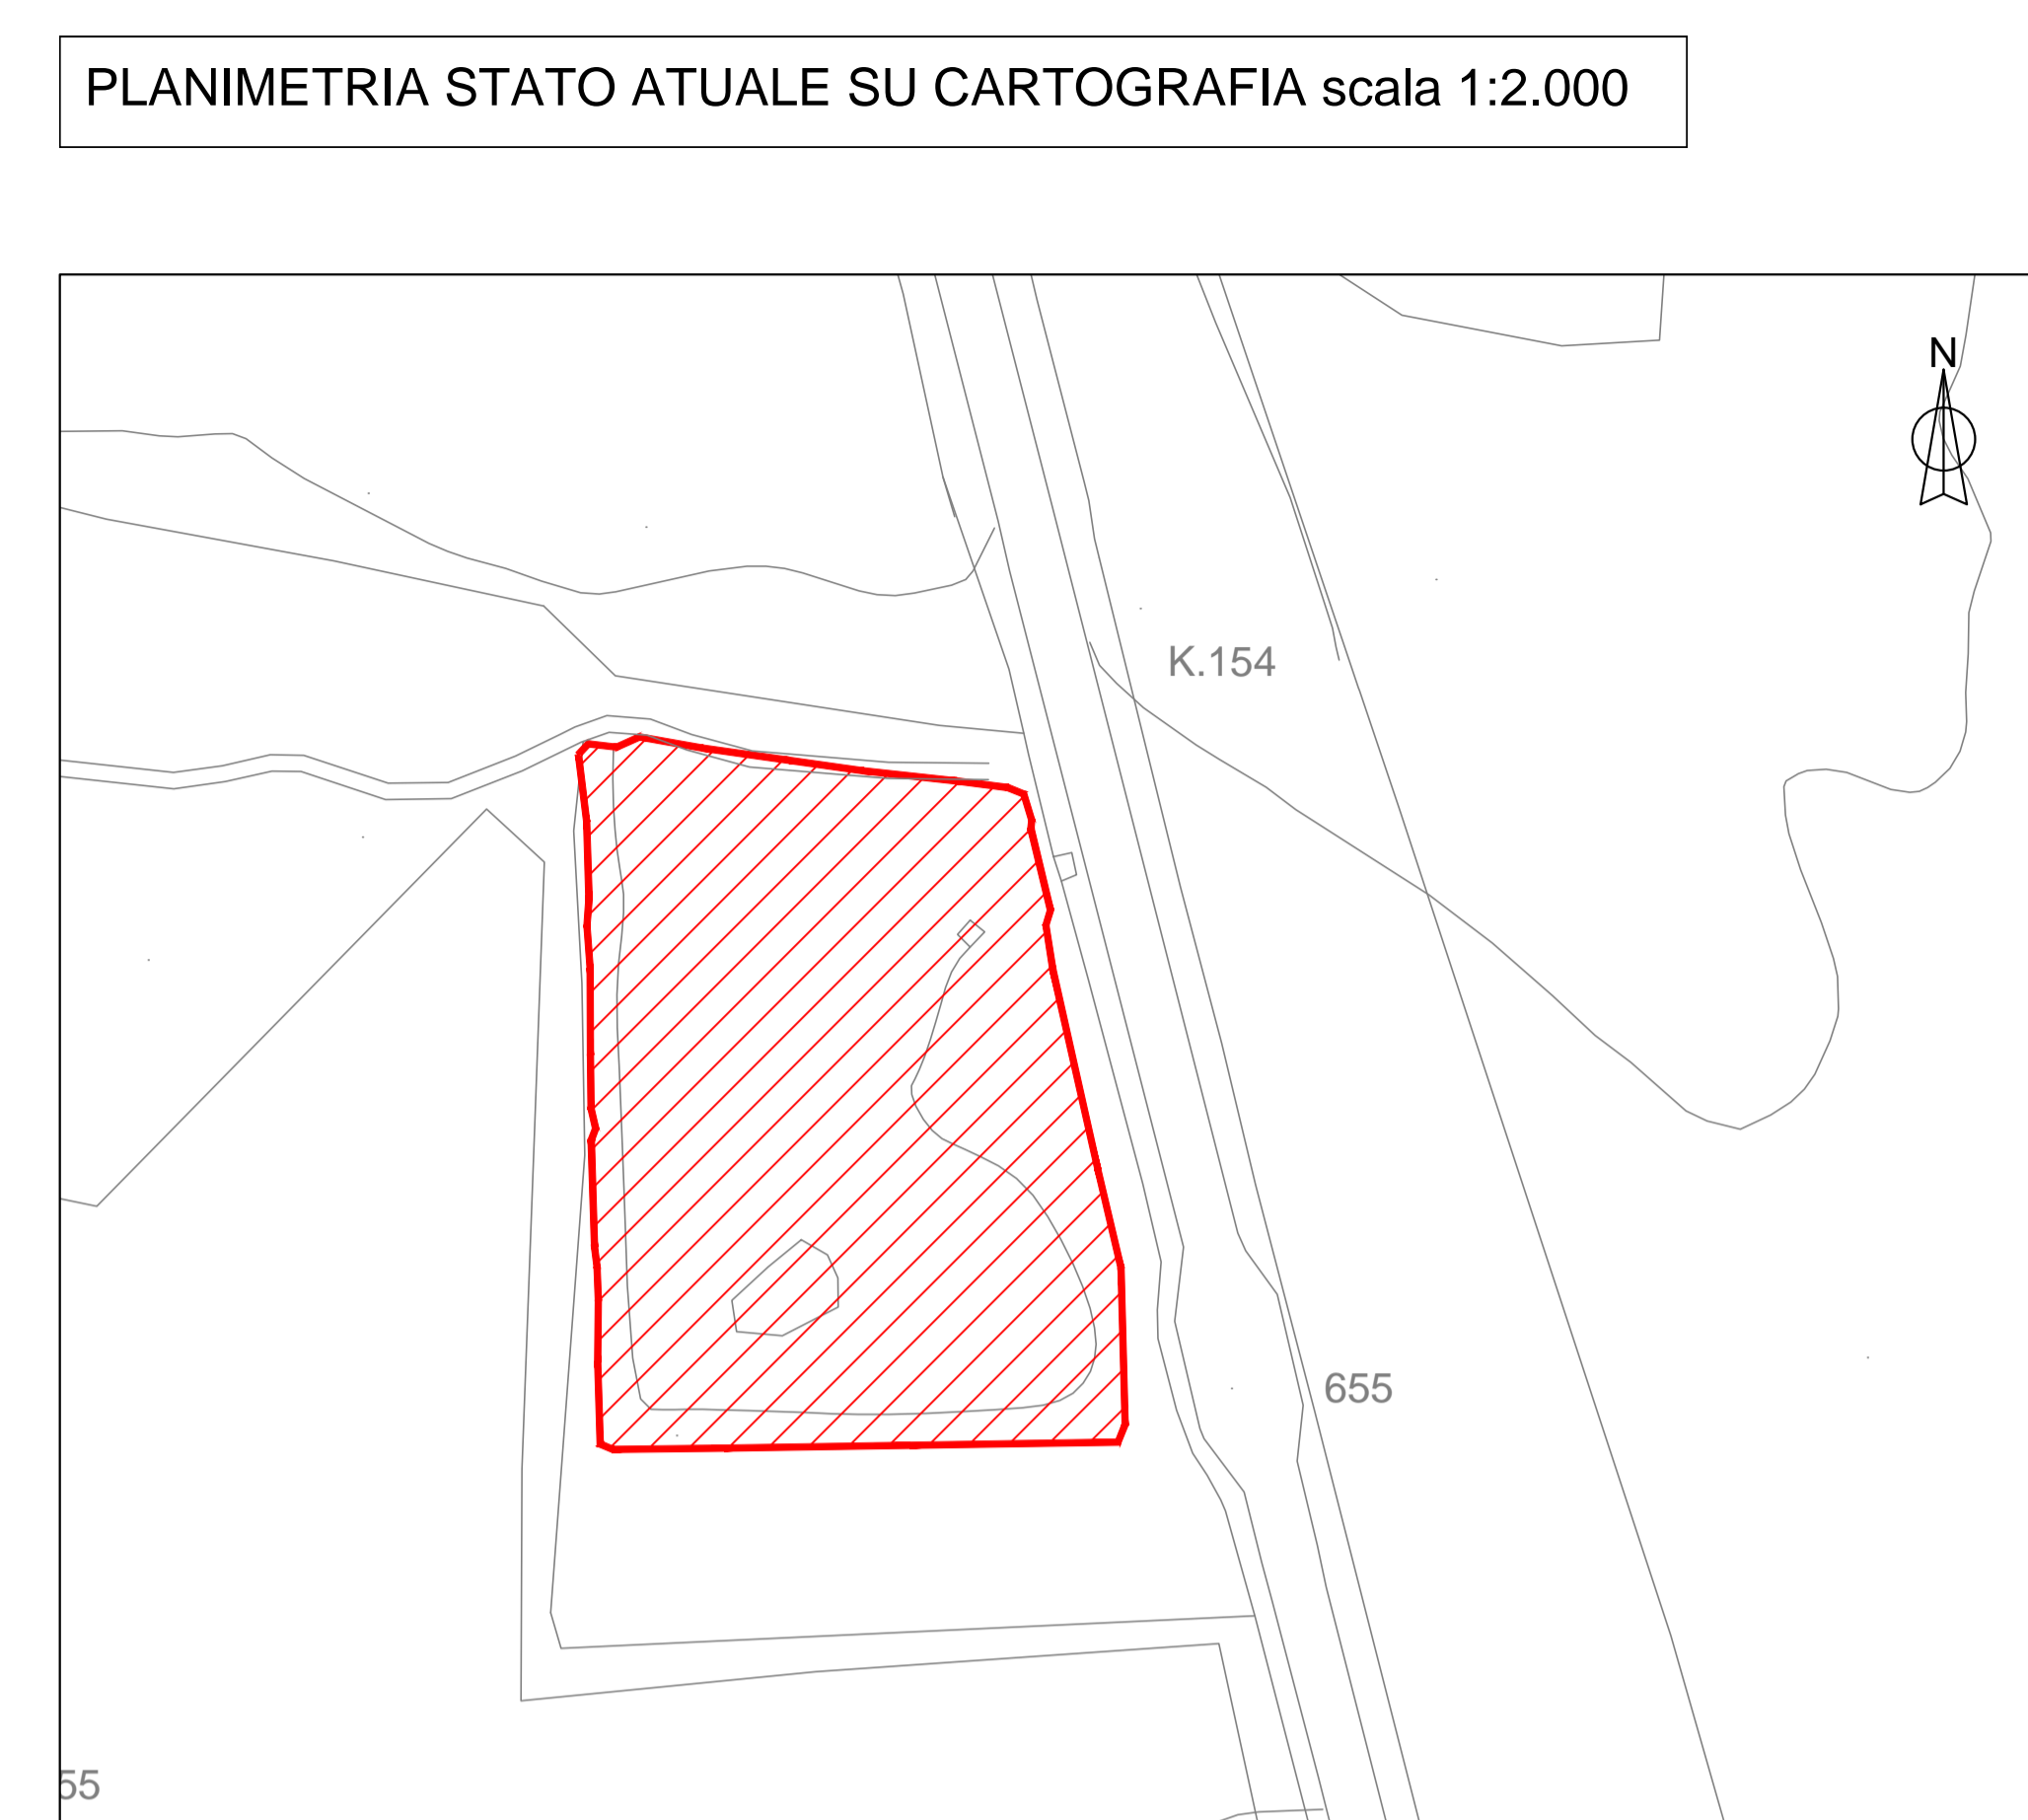 PLANIMETRIA STATO ATUALE SU CARTOGRAFIA scala 1:2.000
N
K.154
655
55